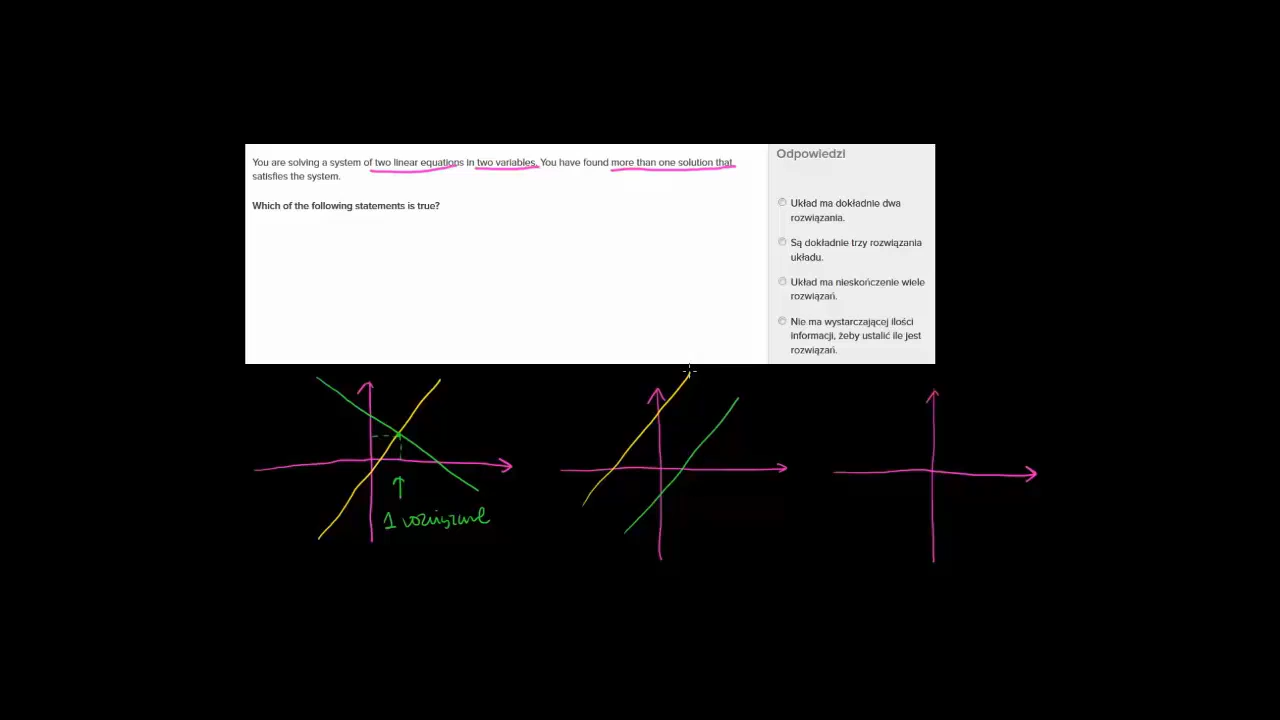 You are solving a system of two linear equations in two variables. You have found more than one solution that
satisfies the system.
Which of the following statements is true?
Odpowiedzi
Układ ma dokładnie dwa
rozwiązania.
Są dokładnie trzy rozwiązania
układu.
Układ ma nieskończenie wiele
rozwiązań.
Nie ma wystarczającej ilości
informacji, żeby ustalić ile jest
rozwiązań.
1 rozwiązanie